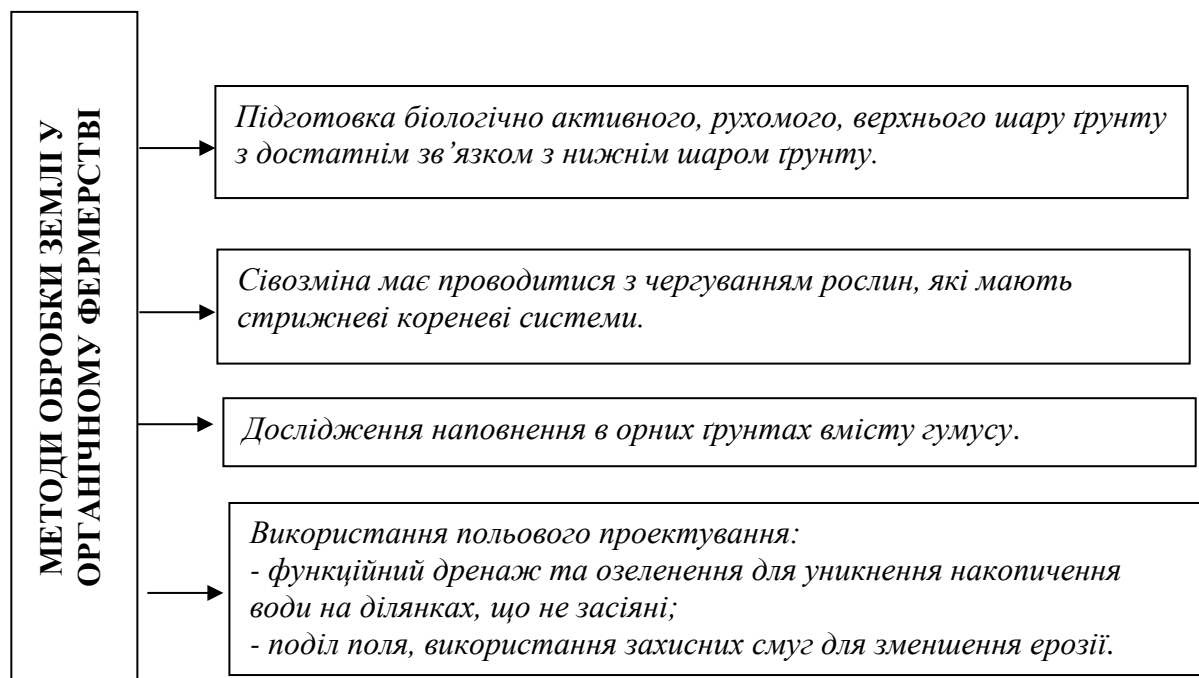 МЕТОДИ ОБРОБКИ ЗЕМЛІ У
ОРГАНІЧНОМУ ФЕРМЕРСТВІ
Підготовка біологічно активного, рухомого, верхнього шару ґрунту
з достатнім зв’язком з нижнім шаром ґрунту.
Сівозміна має проводитися з чергуванням рослин, які мають
стрижневі кореневі системи.
Дослідження наповнення в орних ґрунтах вмісту гумусу.
Використання польового проектування:
- функційний дренаж та озеленення для уникнення накопичення
води на ділянках, що не засіяні;
- поділ поля, використання захисних смуг для зменшення ерозії.